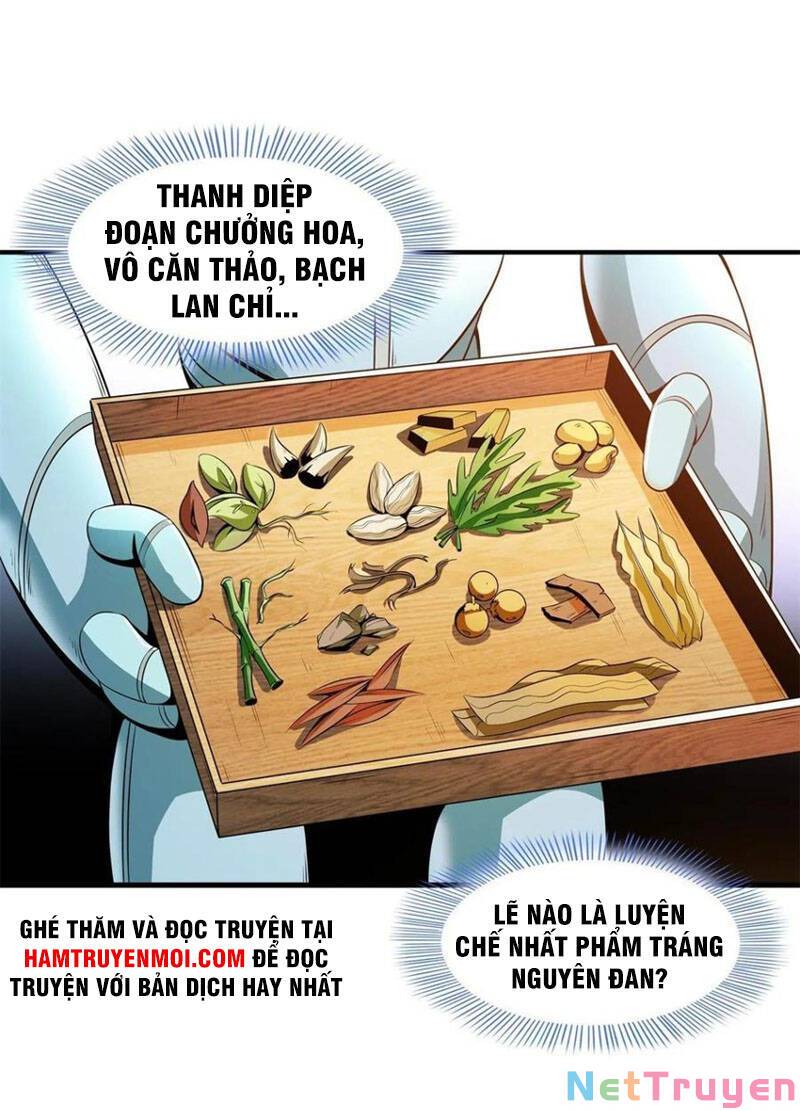 THANH DIỆP
ĐOẠN CHƯỞNG HOA,
VÔ CĂN THẢO, BẠCH
LAN CHỈ...
GHÉ THĂM VÀ ĐỌC TRUYỆN TẠI
HAMTRUYENMOI.COM ĐỂ ĐỌC
TRUYỆN VỚI BẢN DỊCH HAY NHẤT
LẼ NÀO LÀ LUYỆN
CHẾ NHẤT PHẨM TRÁNG
NGUYÊN ĐAN?
NetTruyen